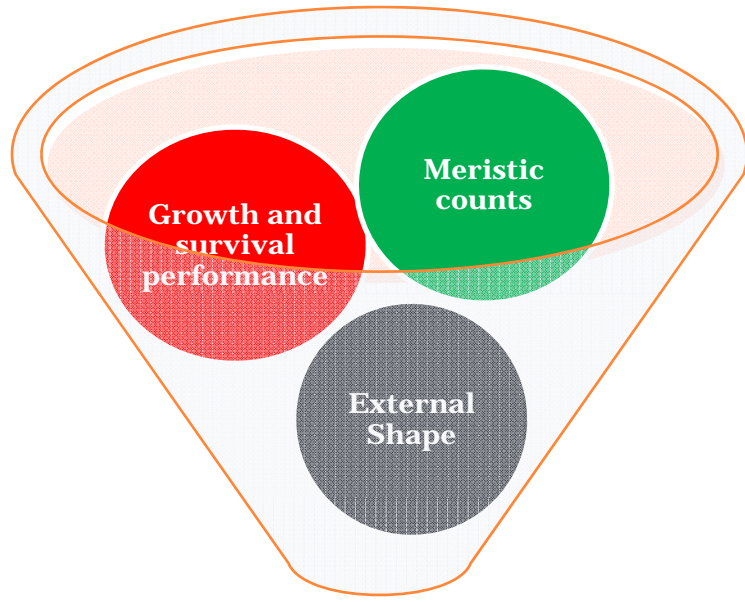 Meristic
counts
Growth and
survival
performance
External
Shape